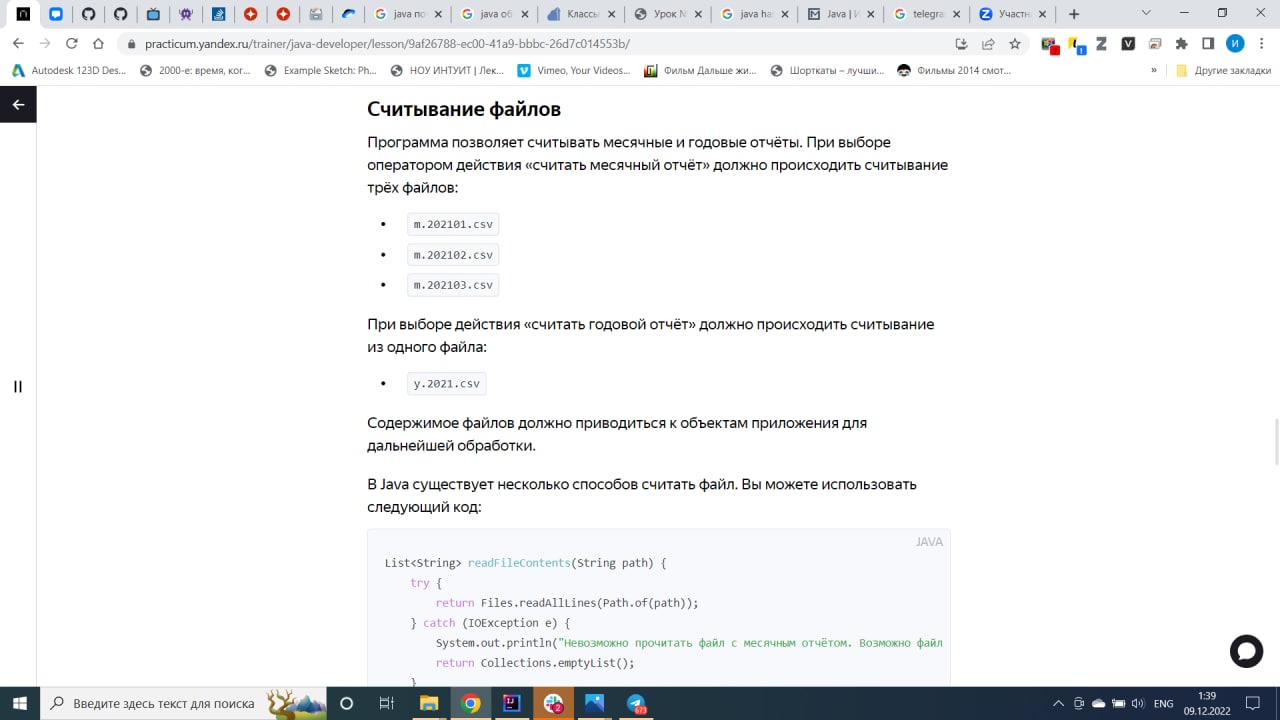 java по
java об
Классы
Урок N
java ha
Java | И
telegra
Участн
practicum.yandex.ru/trainer/java-developer/lesson/9af26786-ec00-41a9-bbbc-26d7c014553b/
Autodesk 123D Des...
2000-е: время, ког...
Example Sketch: Ph...
НОУ ИНТУИТ | Лек...
Vimeo, Your Videos...
Фильм Дальше жи...
Шорткаты – лучши...
Фильмы 2014 смот...
»
Другие закладки
Считывание файлов
Программа позволяет считывать месячные и годовые отчёты. При выборе
оператором действия «считать месячный отчёт» должно происходить считывание
трёх файлов:
• m.202101.csv
• m.202102.csv
• m.202103.csv
При выборе действия «считать годовой отчёт» должно происходить считывание
из одного файла:
• y.2021.csv
Содержимое файлов должно приводиться к объектам приложения для
дальнейшей обработки.
В Java существует несколько способов считать файл. Вы можете использовать
следующий код:
JAVA
List<String> readFileContents(String path) {
try {
return Files.readAllLines(Path.of(path));
} catch (IOException e) {
System.out.println("Невозможно прочитать файл с месячным отчётом. Возможно файл
return Collections.emptyList();
}
Введите здесь текст для поиска
2
673
ENG
1:39
09.12.2022